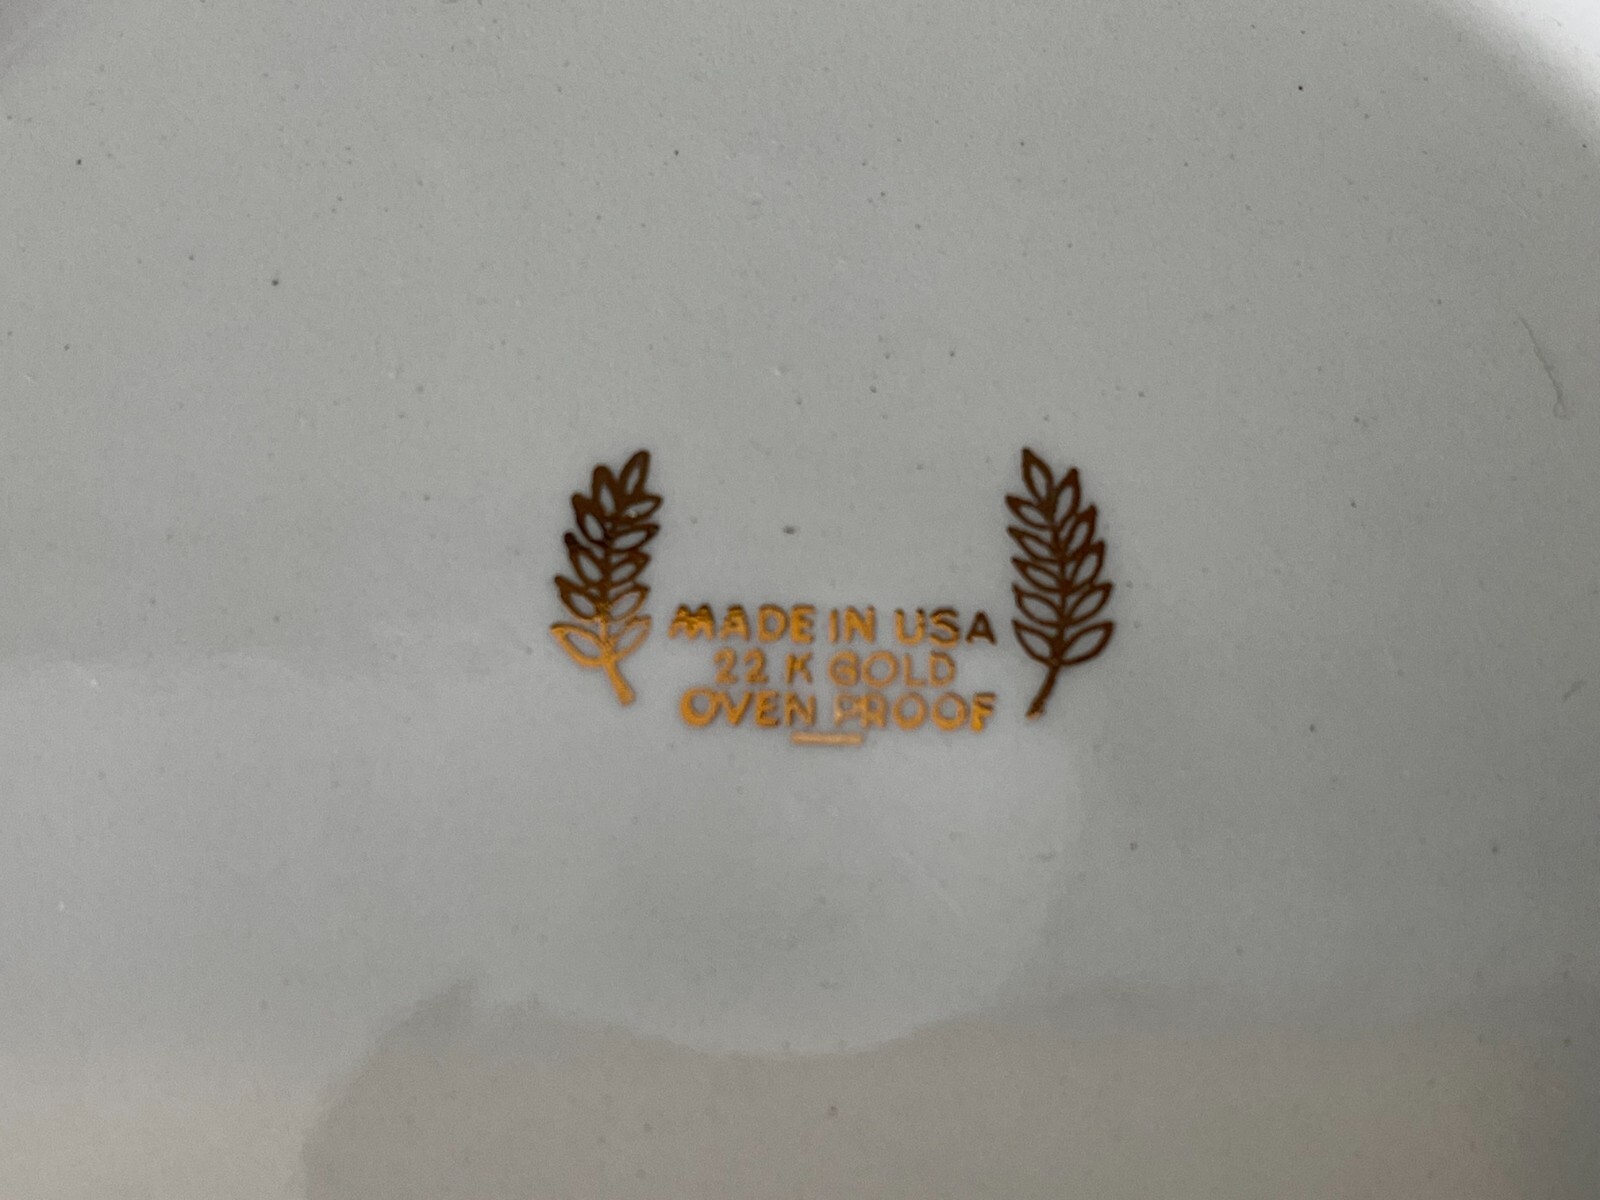 MADE IN USA
22 K GOLD
OVEN PROOF